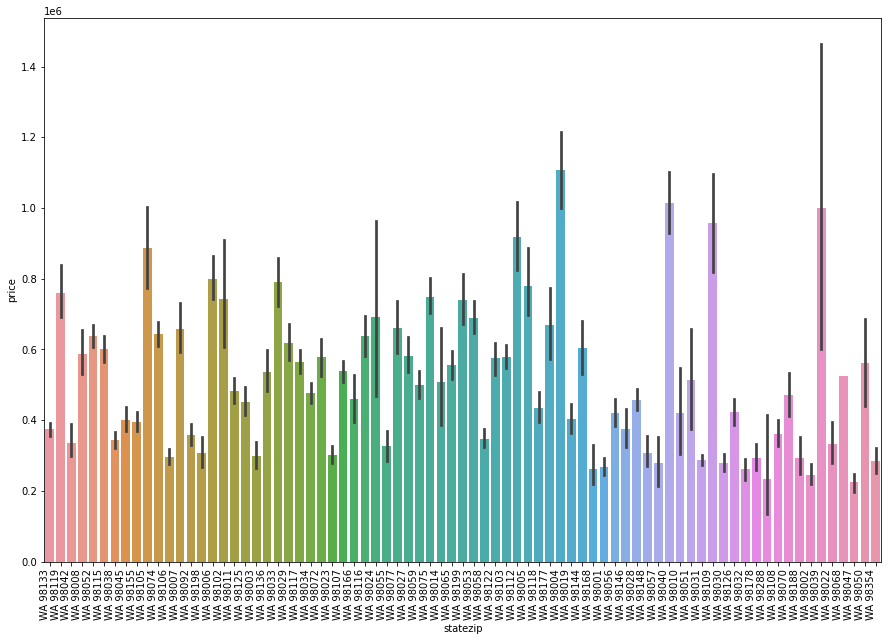 1e6
1.4
1.2
1.0
0.8
0.6
0.4
0.2
0.0
price
WA 98133
WA 98119
WA 98042
WA 98008
WA 98052
WA 98115
WA 98038
WA 98045
WA 98155
WA 98105
WA 98074
WA 98106
WA 98007
WA 98092
WA 98198
WA 98006
WA 98102
WA 98011
WA 98125
WA 98003
WA 98136
WA 98033
WA 98029
WA 98117
WA 98034
WA 98072
WA 98023
WA 98107
WA 98166
WA 98116
WA 98024
WA 98055
WA 98077
WA 98027
WA 98059
WA 98075
WA 98014
WA 98065
WA 98199
WA 98053
WA 98058
WA 98122
WA 98103
WA 98112
WA 98005
WA 98118
WA 98177
WA 98004
WA 98019
WA 98144
WA 98168
WA 98001
WA 98056
WA 98146
WA 98028
WA 98148
WA 98057
WA 98040
WA 98010
WA 98051
WA 98031
WA 98109
WA 98030
WA 98126
WA 98032
WA 98178
WA 98288
WA 98108
WA 98070
WA 98188
WA 98002
WA 98039
WA 98022
WA 98068
WA 98047
WA 98050
WA 98354
statezip